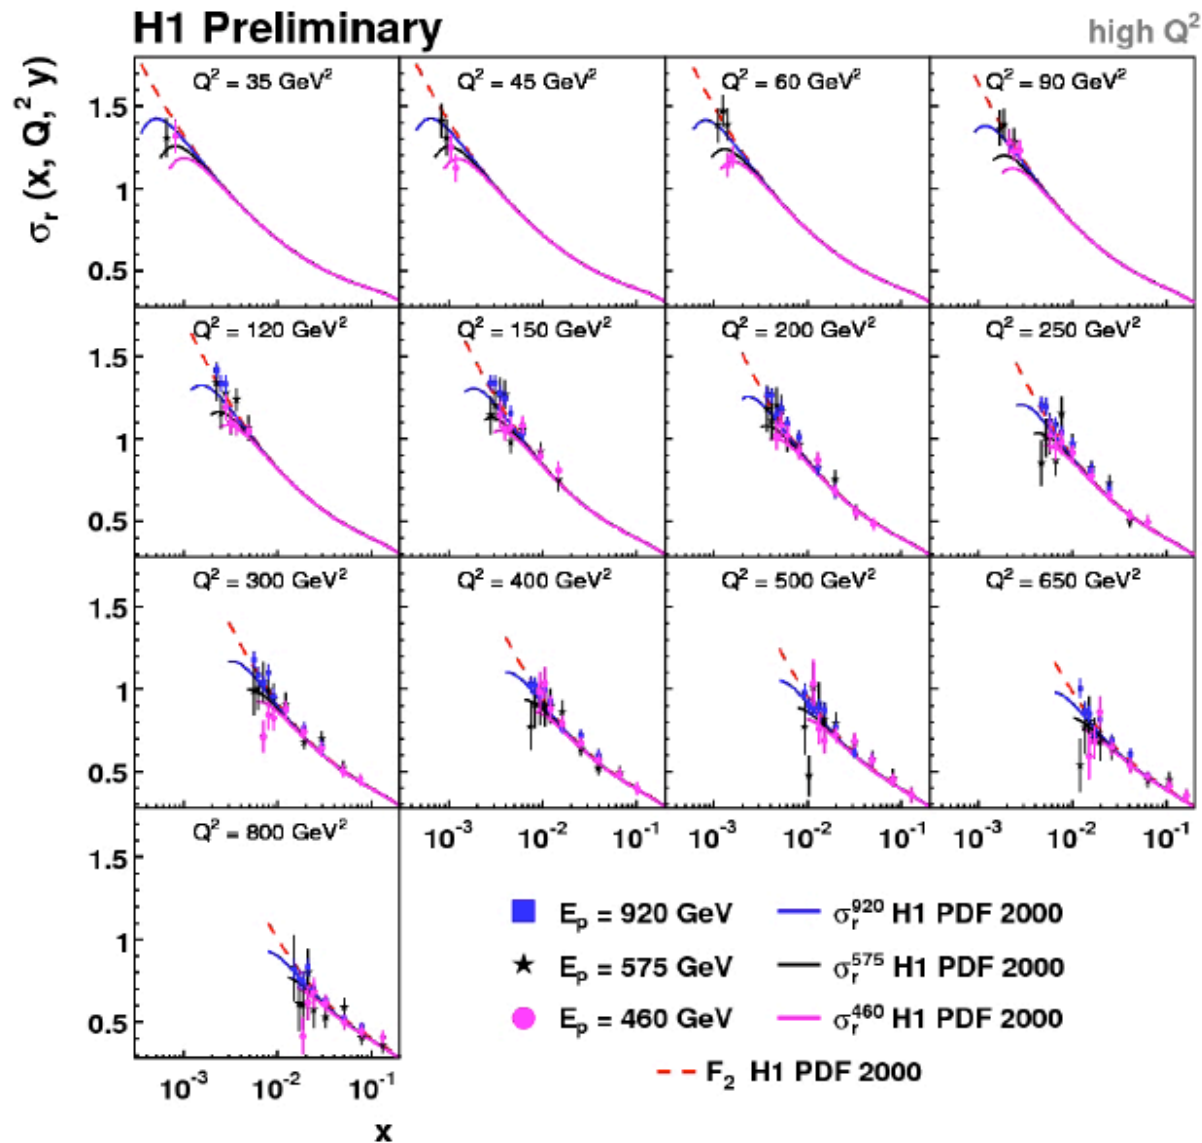 H1 Preliminary
high Q²
σᵣ (x, Q,² y)
Q² = 35 GeV²
Q² = 45 GeV²
Q² = 60 GeV²
Q² = 90 GeV²
1.5
1
0.5
Q² = 120 GeV²
Q² = 150 GeV²
Q² = 200 GeV²
Q² = 250 GeV²
1.5
1
0.5
Q² = 300 GeV²
Q² = 400 GeV²
Q² = 500 GeV²
Q² = 650 GeV²
1.5
1
0.5
10⁻³ 10⁻² 10⁻¹
10⁻³ 10⁻² 10⁻¹
10⁻³ 10⁻² 10⁻¹
Q² = 800 GeV²
1.5
1
0.5
10⁻³ 10⁻² 10⁻¹
x
Eₚ = 920 GeV
σᵣ⁹²⁰ H1 PDF 2000
Eₚ = 575 GeV
σᵣ⁵⁷⁵ H1 PDF 2000
Eₚ = 460 GeV
σᵣ⁴⁶⁰ H1 PDF 2000
F₂ H1 PDF 2000